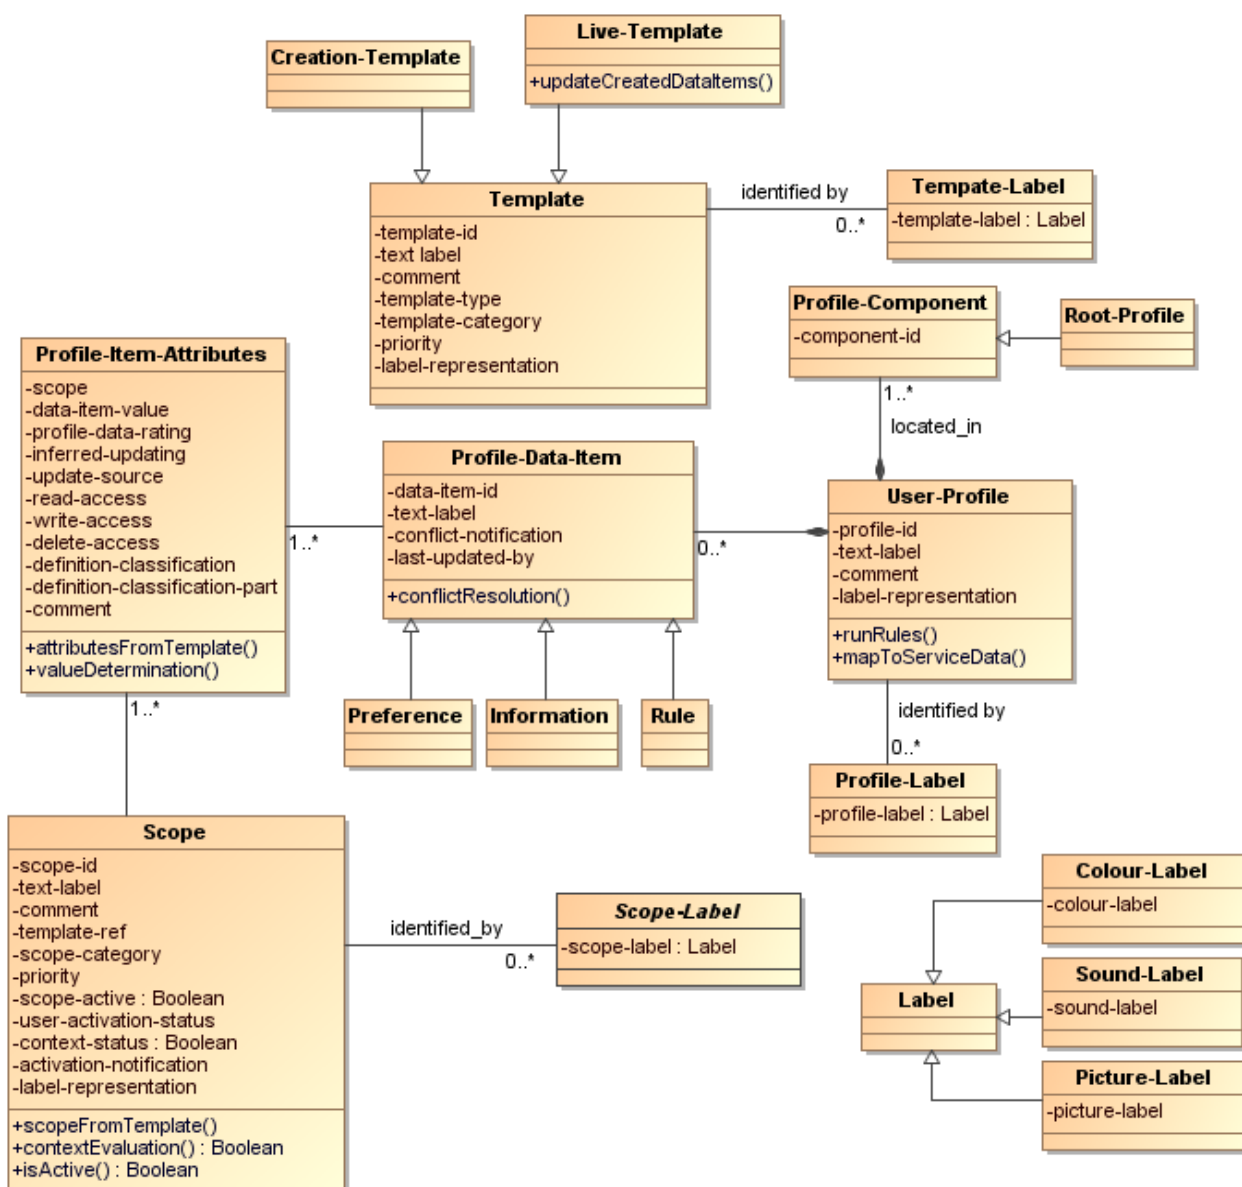 Creation-Template
Live-Template
+updateCreatedDataItems()
Template
-template-id
-text label
-comment
-template-type
-template-category
-priority
-label-representation
identified by
0..*
Tempate-Label
-template-label : Label
Profile-Component
-component-id
Root-Profile
1..*
located_in
Profile-Item-Attributes
-scope
-data-item-value
-profile-data-rating
-inferred-updating
-update-source
-read-access
-write-access
-delete-access
-definition-classification
-definition-classification-part
-comment
+attributesFromTemplate()
+valueDetermination()
1..*
Profile-Data-Item
-data-item-id
-text-label
-conflict-notification
-last-updated-by
+conflictResolution()
0..*
User-Profile
-profile-id
-text-label
-comment
-label-representation
+runRules()
+mapToServiceData()
1..*
Preference
Information
Rule
identified by
0..*
Profile-Label
-profile-label : Label
Scope
-scope-id
-text-label
-comment
-template-ref
-scope-category
-priority
-scope-active : Boolean
-user-activation-status
-context-status : Boolean
-activation-notification
-label-representation
+scopeFromTemplate()
+contextEvaluation() : Boolean
+isActive() : Boolean
identified_by
0..*
Scope-Label
-scope-label : Label
Colour-Label
-colour-label
Label
Sound-Label
-sound-label
Picture-Label
-picture-label